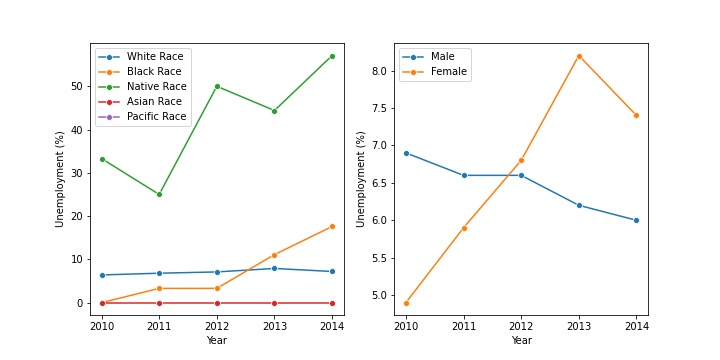 White Race
Black Race
Native Race
Asian Race
Pacific Race
Unemployment (%)
50
40
30
20
10
0
2010 2011 2012 2013 2014
Year
Male
Female
Unemployment (%)
8.0
7.5
7.0
6.5
6.0
5.5
5.0
2010 2011 2012 2013 2014
Year